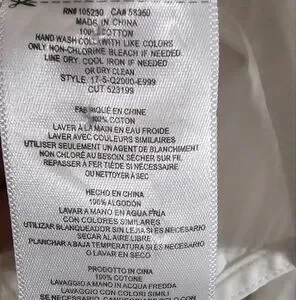 RN# 105230 CA# 58950
MADE IN CHINA
100% COTTON
HAND WASH COLD WITH LIKE COLORS
ONLY NON-CHLORINE BLEACH IF NEEDED
LINE DRY COOL IRON IF NEEDED
OR DRY CLEAN
STYLE 17-S-Q2000-E999
CUT 523199
FABRIQUÉ EN CHINE
100% COTON
LAVER À LA MAIN EN EAU FROIDE
LAVER AVEC COULEURS SIMILAIRES
UTILISER SEULEMENT UN AGENT DE BLANCHIMENT
NON CHLORÉ AU BESOIN, SÉCHER SUR FIL
REPASSER À FER TIÈDE SI NÉCESSAIRE
OU NETTOYER À SEC
HECHO EN CHINA
100% ALGODÓN
LAVAR A MANO EN AGUA FRÍA
CON COLORES SIMILARES
UTILIZAR BLANQUEADOR SIN LEJÍA SI ES NECESARIO
SECAR AL AIRE LIBRE
PLANCHAR A BAJA TEMPERATURA SI ES NECESARIO
O LAVAR EN SECO
PRODOTTO IN CINA
100% COTONE
LAVAGGIO A MANO IN ACQUA FREDDA
LAVAGGIO CON COLORI SIMILI
SE NECESSARIO